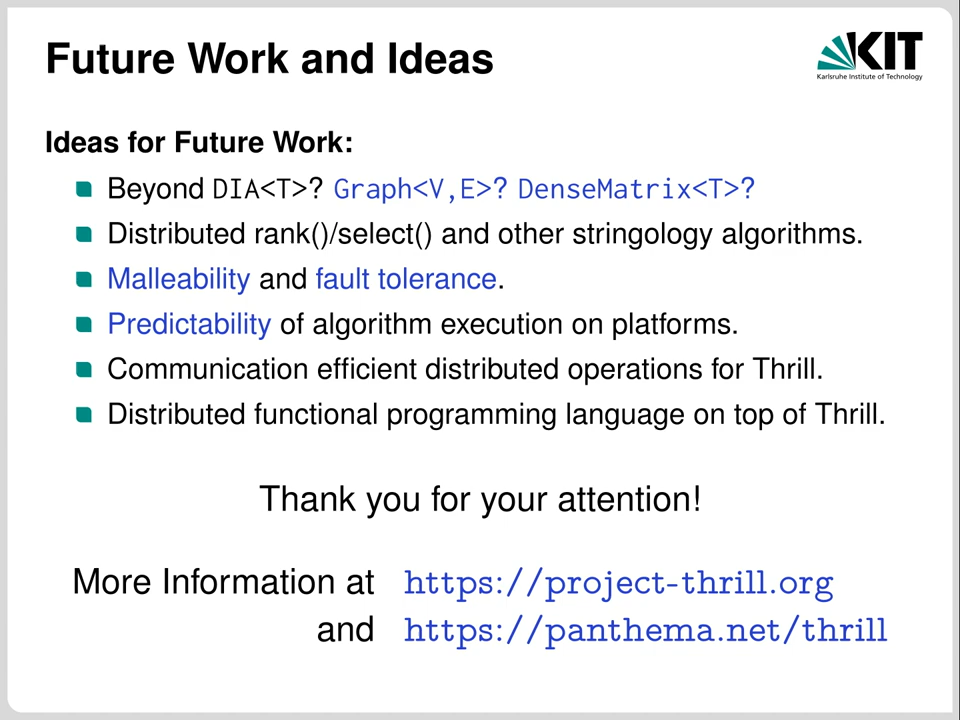 Future Work and Ideas
KIT
Karlsruhe Institute of Technology
Ideas for Future Work:
Beyond DIA<T>? Graph<V,E>? DenseMatrix<T>?
Distributed rank()/select() and other stringology algorithms.
Malleability and fault tolerance.
Predictability of algorithm execution on platforms.
Communication efficient distributed operations for Thrill.
Distributed functional programming language on top of Thrill.
Thank you for your attention!
More Information at https://project-thrill.org
and https://panthema.net/thrill